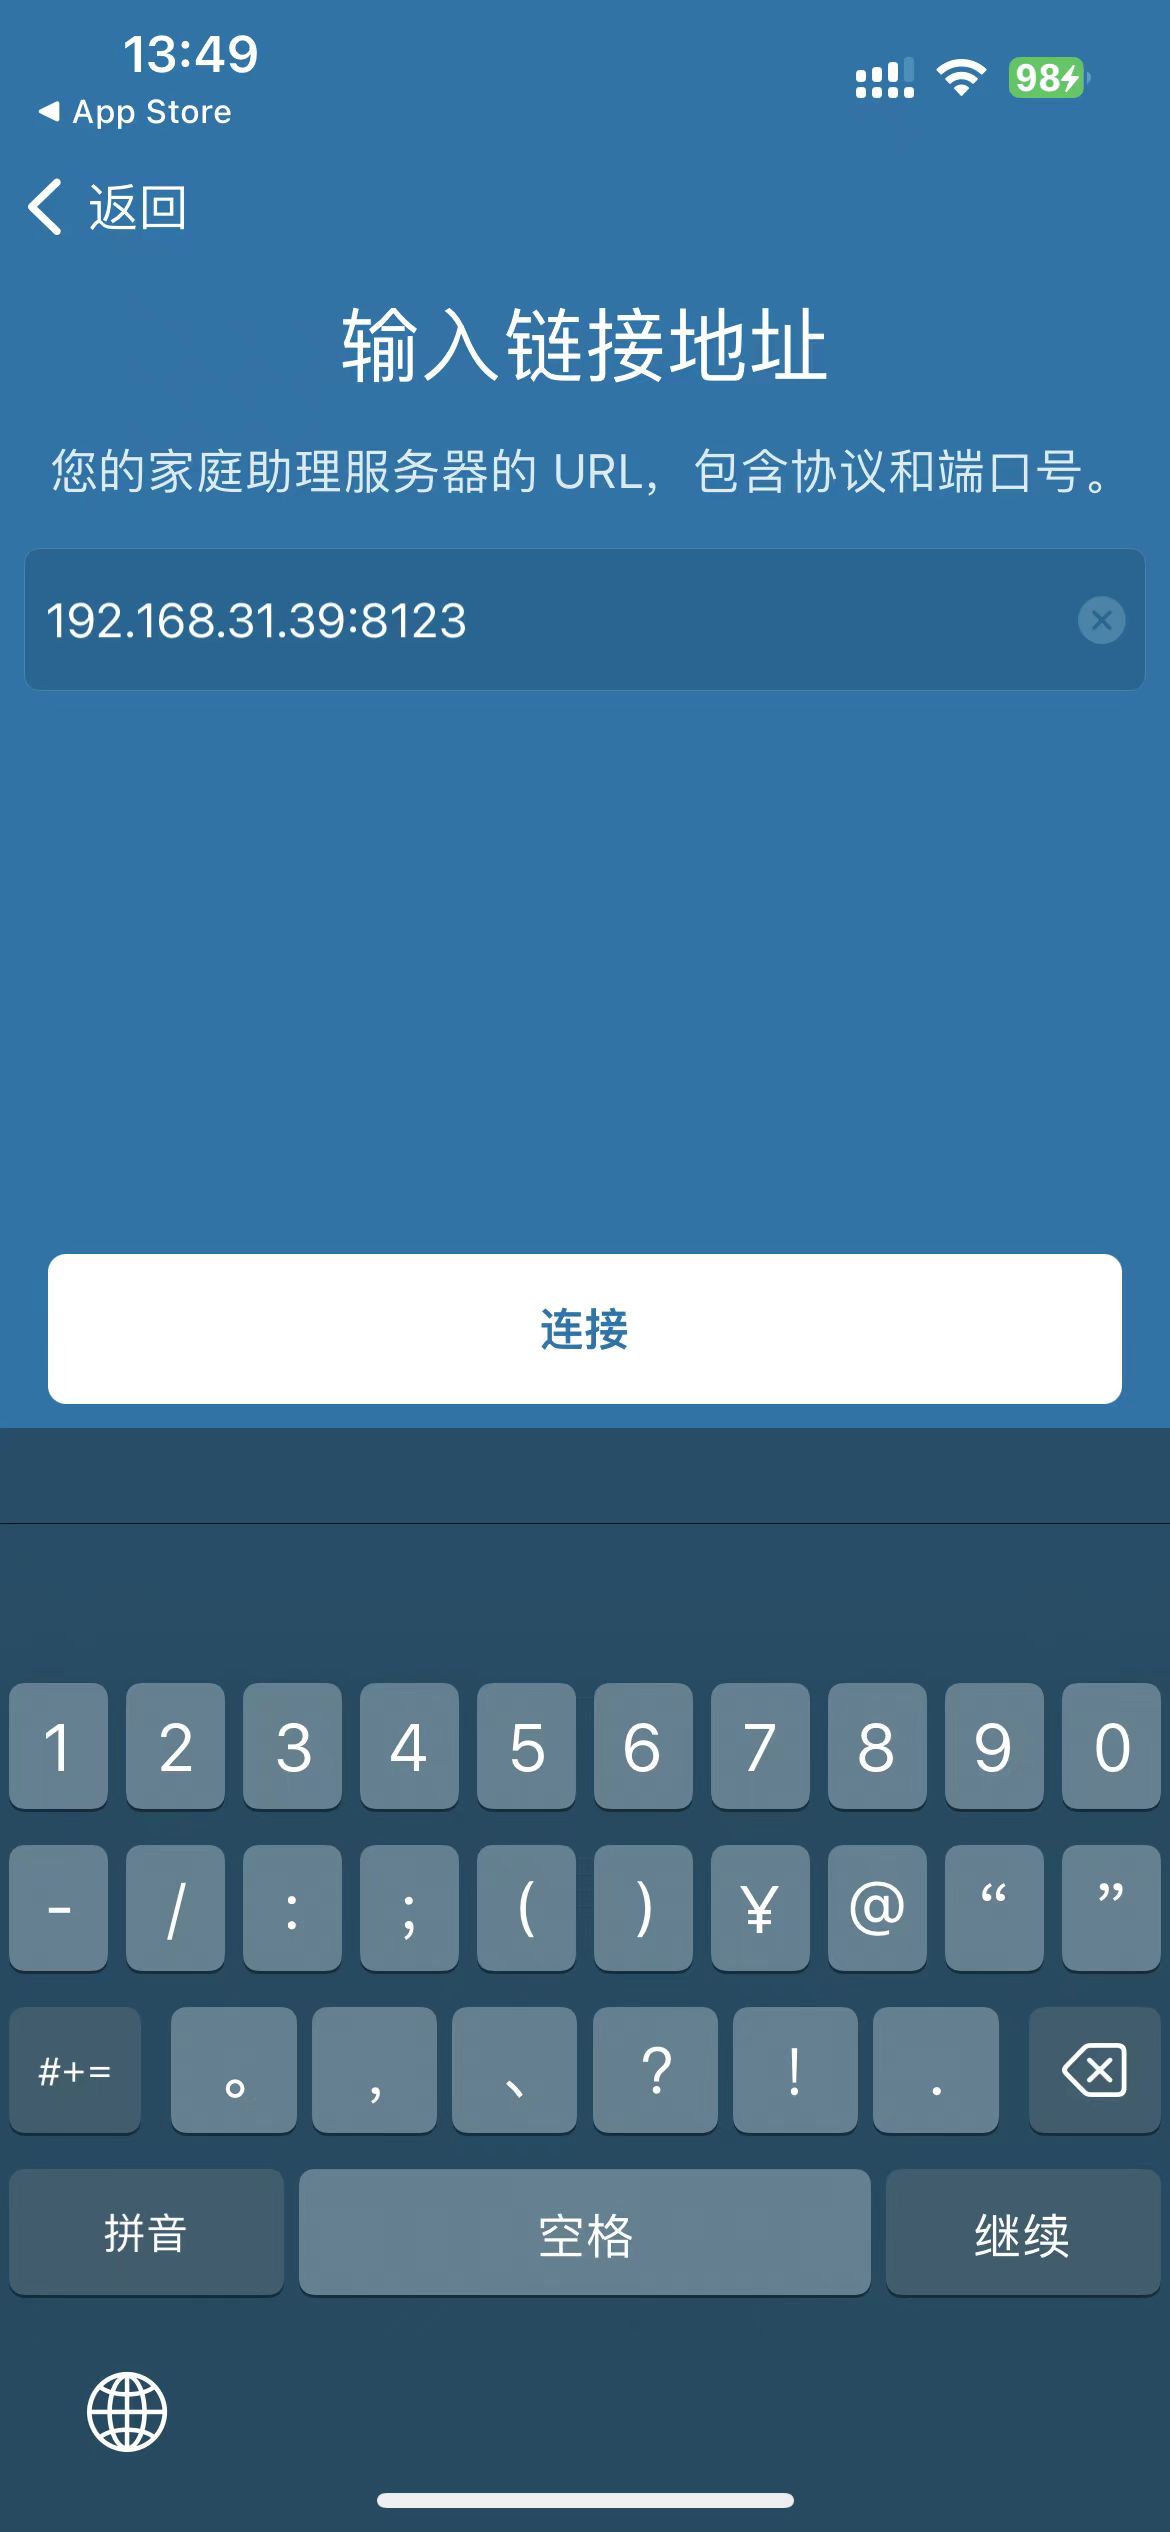 13:49
98
◀ App Store
返回
输入链接地址
您的家庭助理服务器的 URL，包含协议和端口号。
192.168.31.39:8123
连接
1 2 3 4 5 6 7 8 9 0
- / : ; ( ) ¥ @ “ ”
#+= 。 , 、 ? ! .
拼音 空格 继续